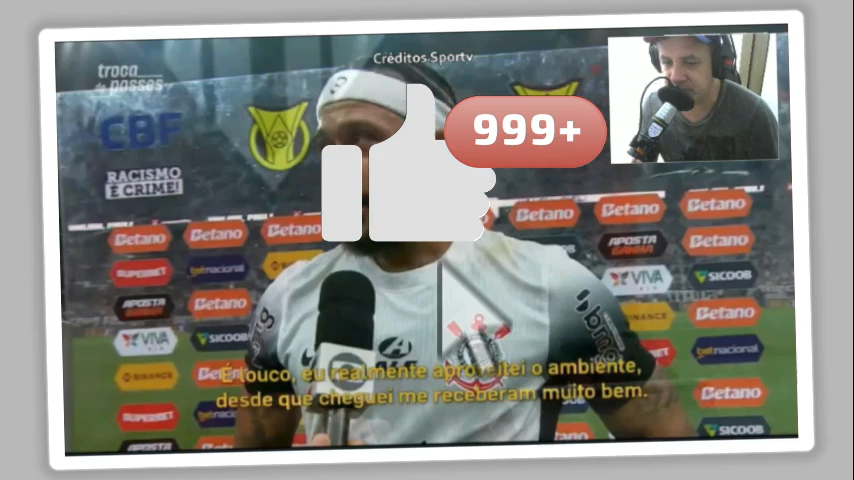 Créditos Sportv
troca
de passes
999+
CBF
RACISMO
É CRIME!
Betano
Betano
Betano
Betano
Betano
Betano
SUPERBET
betnacional
APOSTA
GANHA
VIVA
SICOOB
APOSTA
GANHA
Betano
BINANCE
Betano
VIVA
SICOOB
bmg
betnacional
BINANCE
É louco, eu realmente aproveitei o ambiente,
desde que cheguei me receberam muito bem.
Betano
SUPERBET
SICOOB